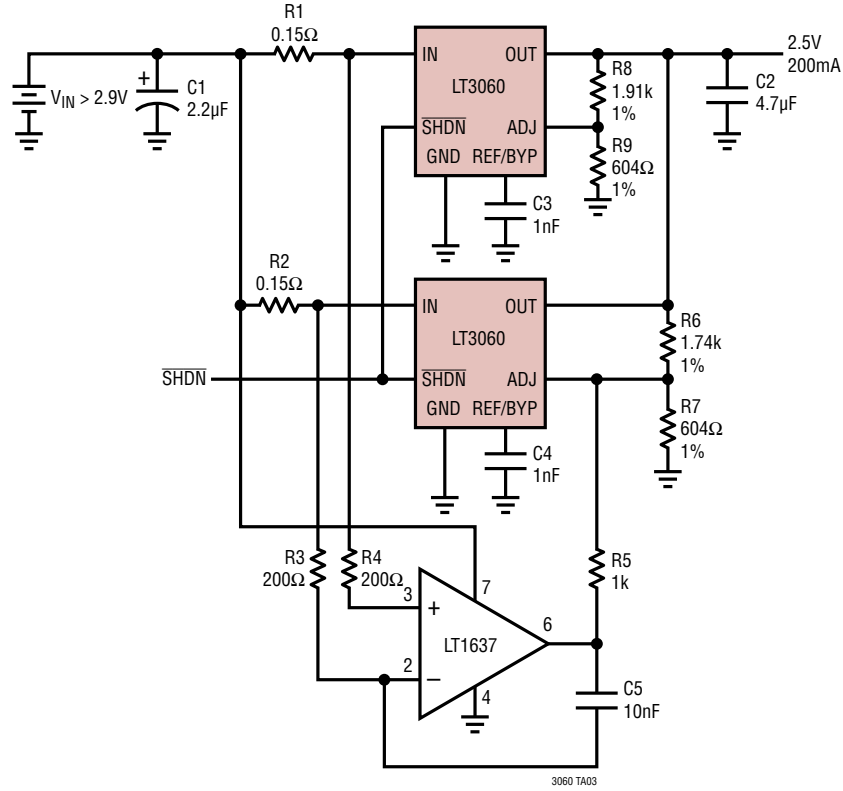 R1
0.15Ω
IN
OUT
2.5V
200mA
+
C1
2.2µF
VIN > 2.9V
LT3060
R8
1.91k
1%
C2
4.7µF
SHDN
ADJ
GND
REF/BYP
R9
604Ω
1%
C3
1nF
R2
0.15Ω
IN
OUT
LT3060
R6
1.74k
1%
SHDN
SHDN
ADJ
GND
REF/BYP
R7
604Ω
1%
C4
1nF
R3
200Ω
R4
200Ω
R5
1k
3
+
7
LT1637
6
2
–
4
C5
10nF
3060 TA03